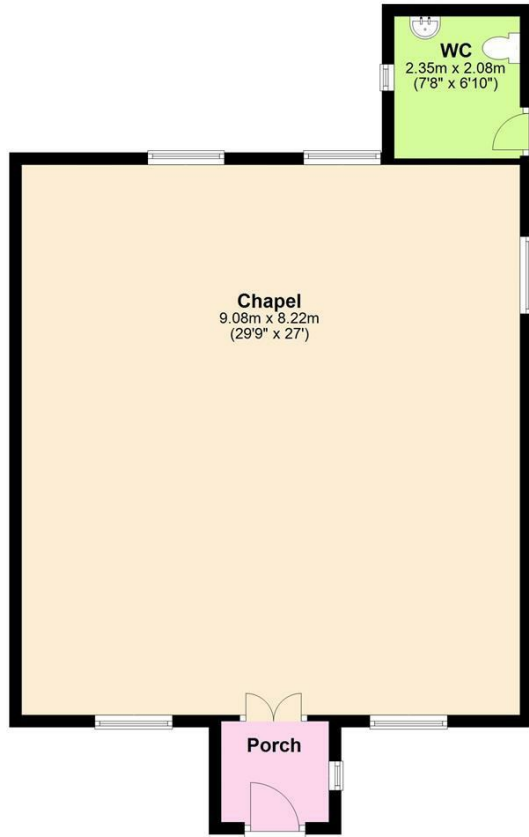 WC
2.35m x 2.08m
(7'8" x 6'10")
Chapel
9.08m x 8.22m
(29'9" x 27')
Porch